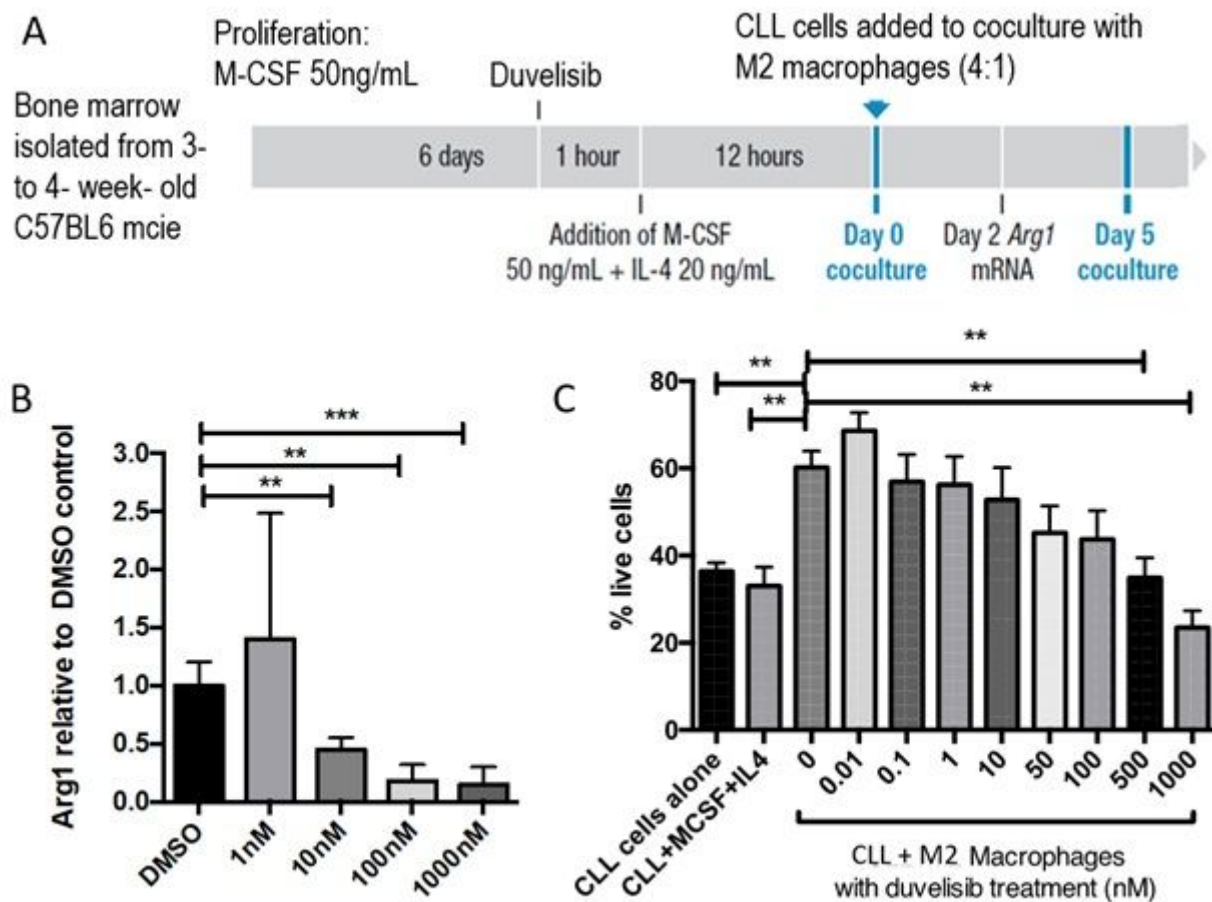 A
Proliferation:
M-CSF 50ng/mL
Duvelisib
CLL cells added to coculture with
M2 macrophages (4:1)
Bone marrow
isolated from 3-
to 4- week- old
C57BL6 mcie
6 days
1 hour
12 hours
Addition of M-CSF
50 ng/mL + IL-4 20 ng/mL
Day 0
coculture
Day 2 Arg1
mRNA
Day 5
coculture
B
Arg1 relative to DMSO control
***
**
**
3.0
2.5
2.0
1.5
1.0
0.5
0.0
DMSO
1nM
10nM
100nM
1000nM
C
% live cells
**
**
**
**
80
60
40
20
0
CLL cells alone
CLL+MCSF+IL4
0
0.01
0.1
1
10
50
100
500
1000
CLL + M2 Macrophages
with duvelisib treatment (nM)